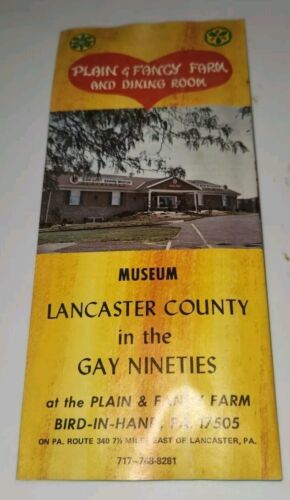 PLAIN & FANCY FARM
AND DINING ROOM
MUSEUM
LANCASTER COUNTY
in the
GAY NINETIES
at the PLAIN & FANCY FARM
BIRD-IN-HAND, PA. 17505
ON PA. ROUTE 340 7½ MILES EAST OF LANCASTER, PA.
717-768-8281